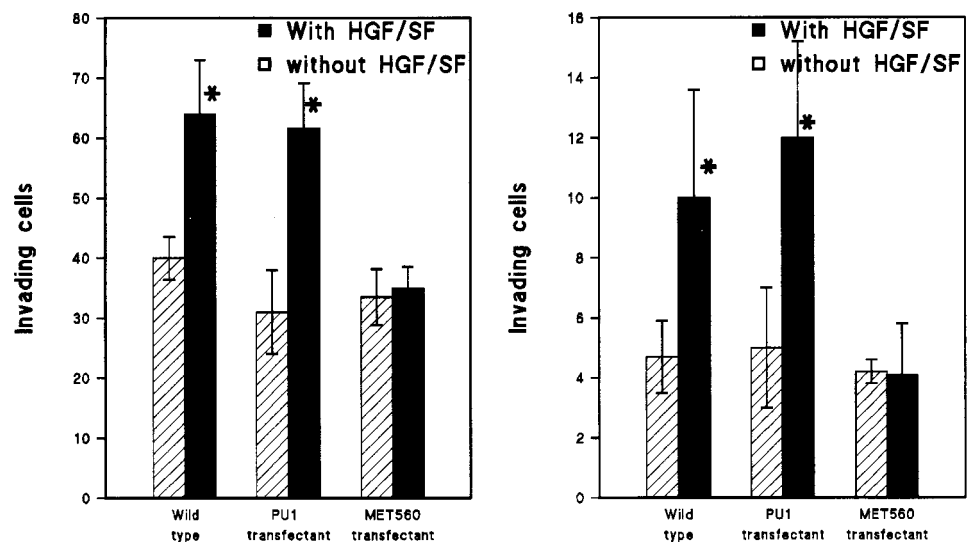 80
70
60
50
40
30
20
10
0
Invading cells
With HGF/SF
without HGF/SF
*
*
Wild type
PU1 transfectant
MET560 transfectant
16
14
12
10
8
6
4
2
0
Invading cells
With HGF/SF
without HGF/SF
*
*
Wild type
PU1 transfectant
MET560 transfectant